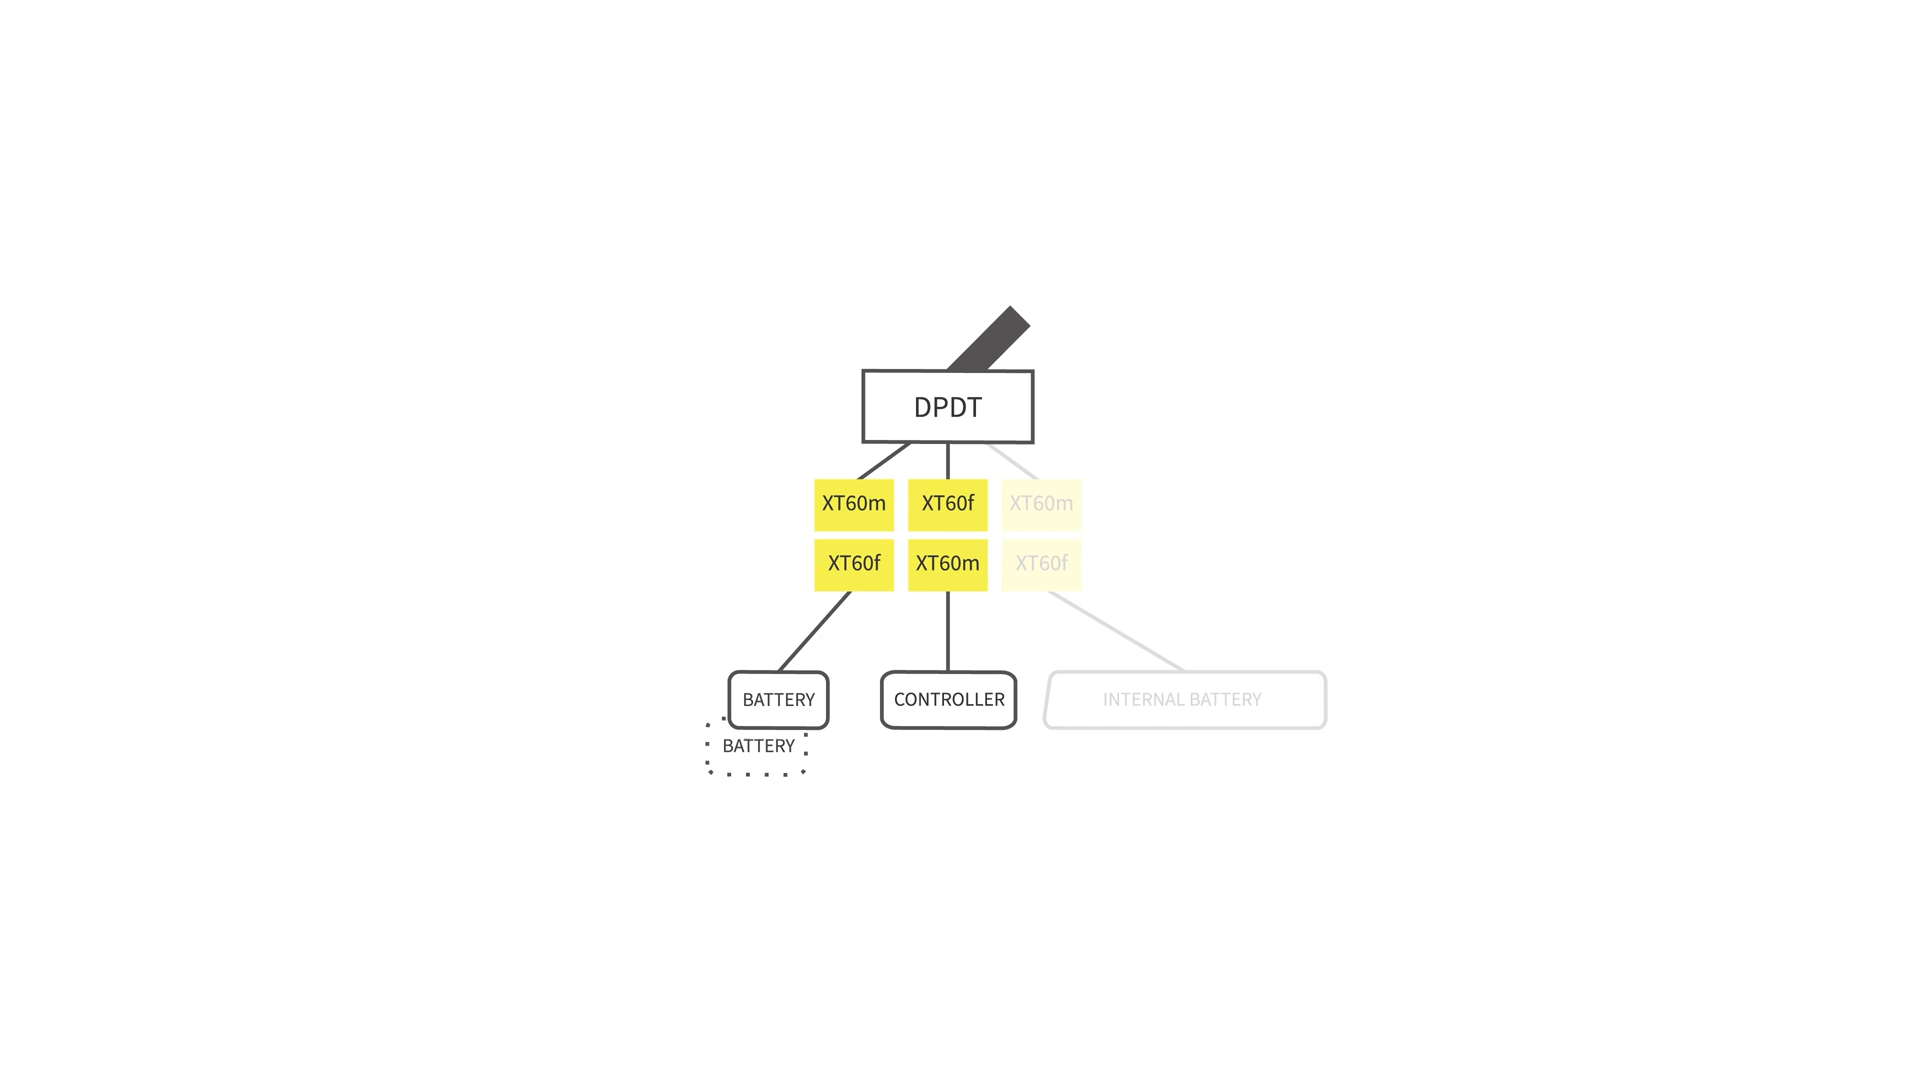 DPDT
XT60m XT60f XT60m
XT60f XT60m XT60f
BATTERY CONTROLLER INTERNAL BATTERY
BATTERY